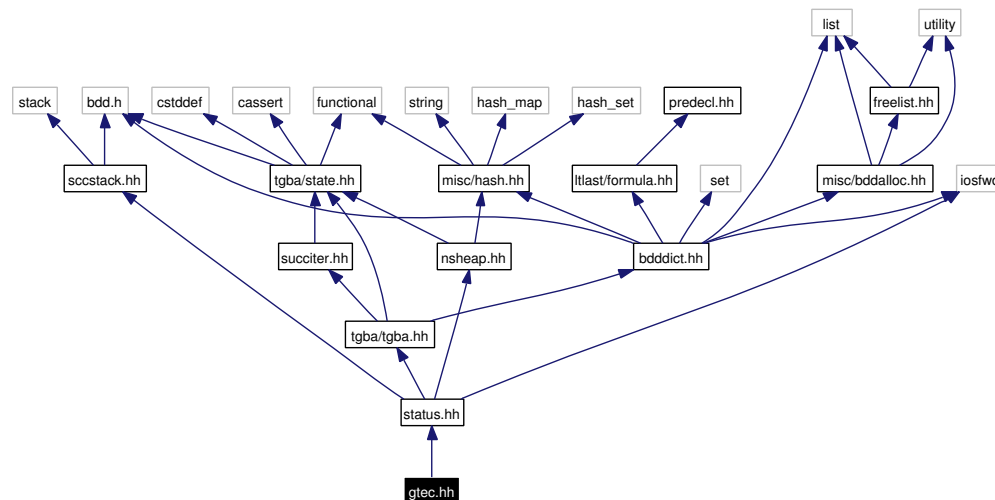 list
utility
stack
bdd.h
cstddef
cassert
functional
string
hash_map
hash_set
predecl.hh
freelist.hh
sccstack.hh
tgba/state.hh
misc/hash.hh
ltlast/formula.hh
set
misc/bddalloc.hh
iosfwd
succiter.hh
nsheap.hh
bdddict.hh
tgba/tgba.hh
status.hh
gtec.hh